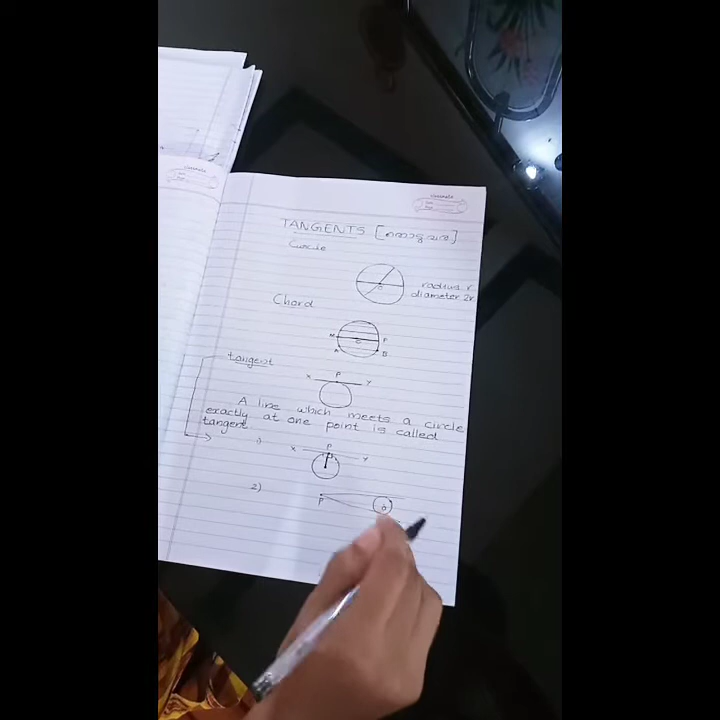 TANGENTS [തൊടുവര]
Circle
O
radius r
diameter 2r
Chord
C
P
A
B
tangent
X P Y
A line which meets a circle
exactly at one point is called
tangent
1)
X P Y
2)
P
O